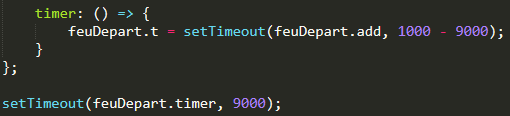 timer: () => {
feuDepart.t = setTimeout(feuDepart.add, 1000 - 9000);
}
};
setTimeout(feuDepart.timer, 9000);